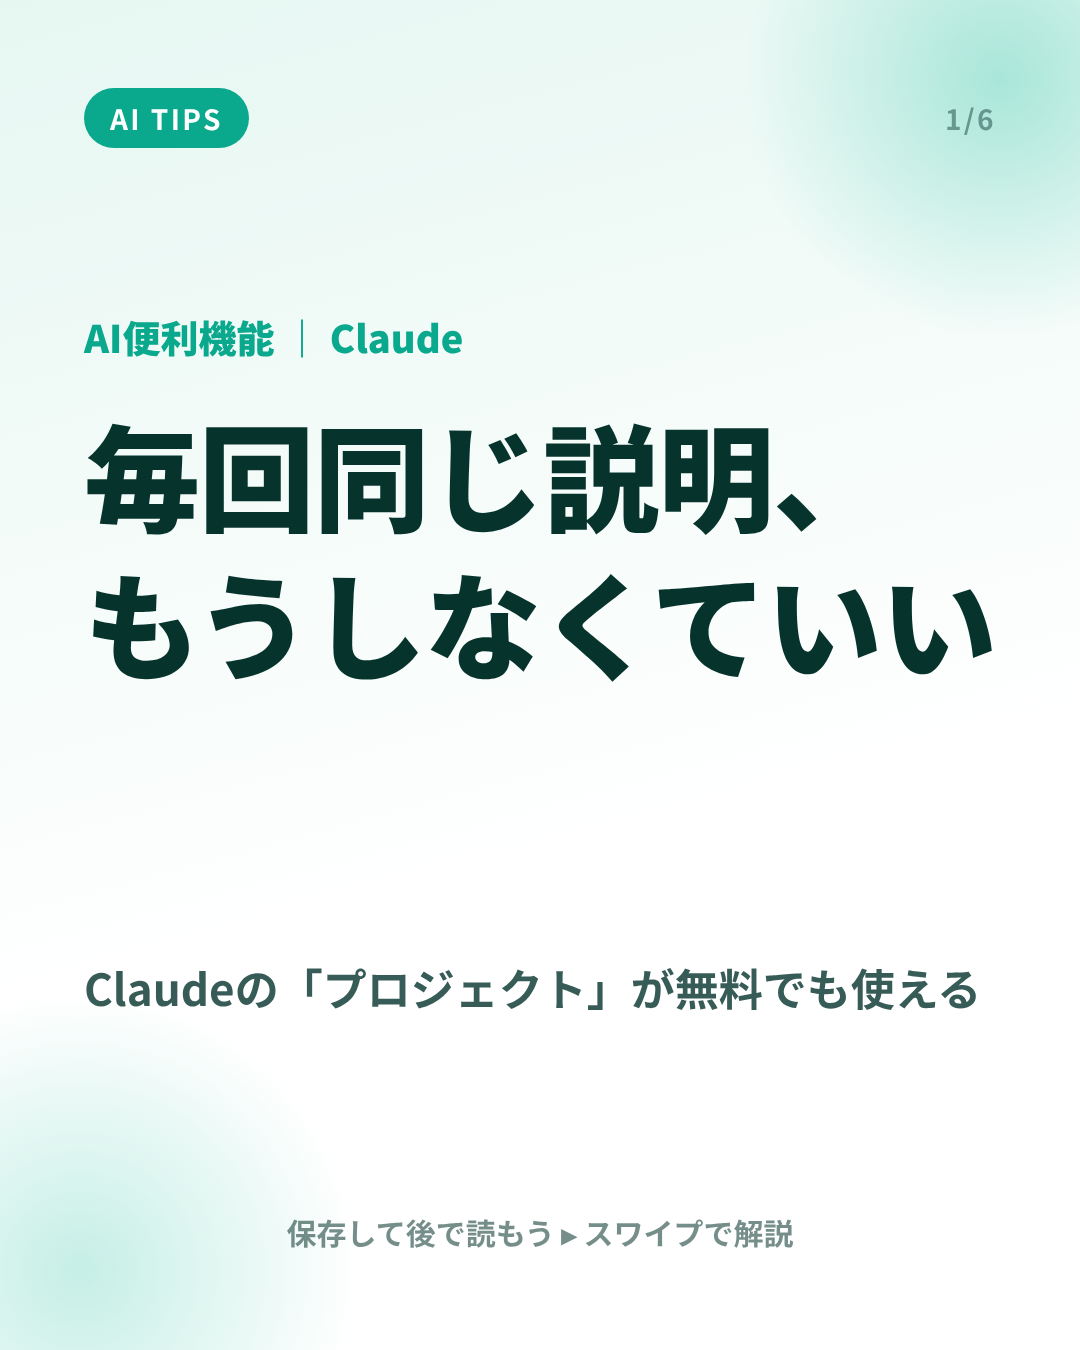 AI TIPS
1/6
AI便利機能 ｜ Claude
毎回同じ説明、
もうしなくていい
Claudeの「プロジェクト」が無料でも使える
保存して後で読もう ▸ スワイプで解説